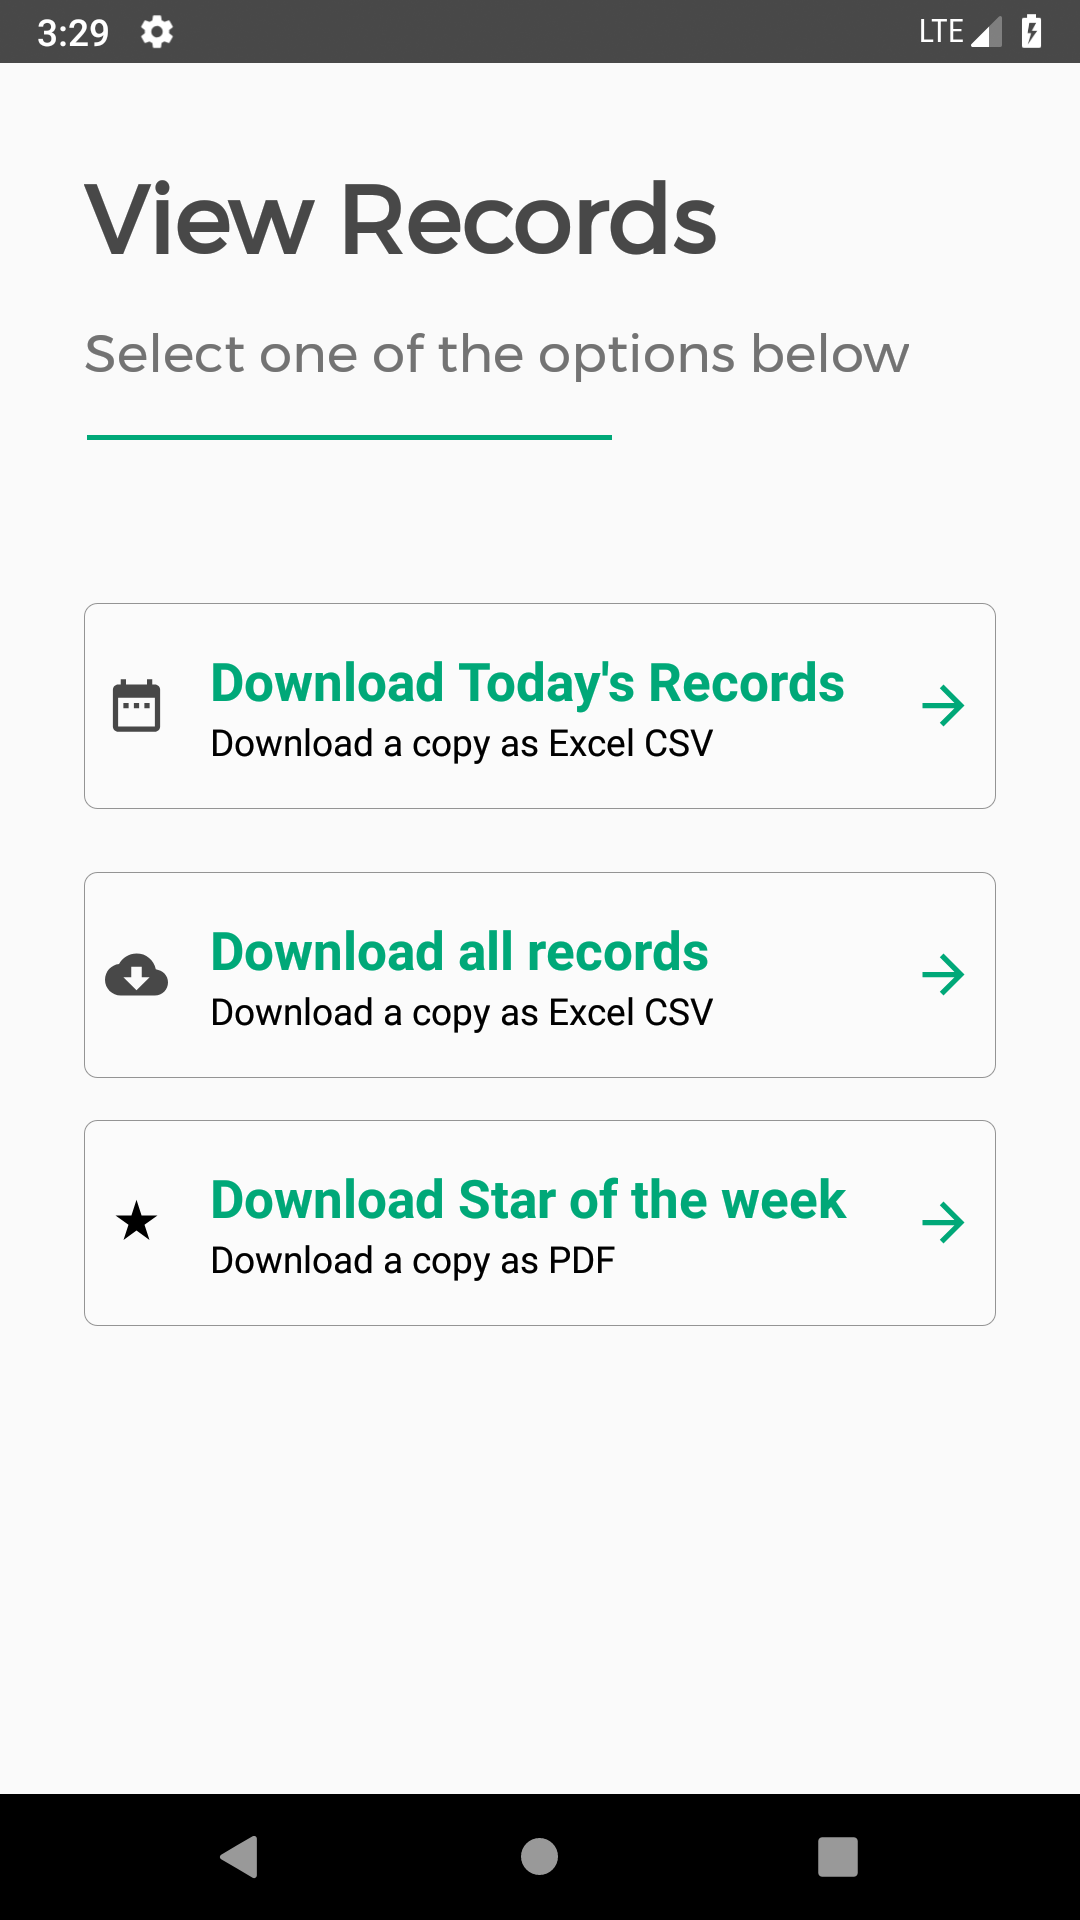 3:29 LTE
View Records
Select one of the options below
Download Today's Records
Download a copy as Excel CSV
Download all records
Download a copy as Excel CSV
Download Star of the week
Download a copy as PDF